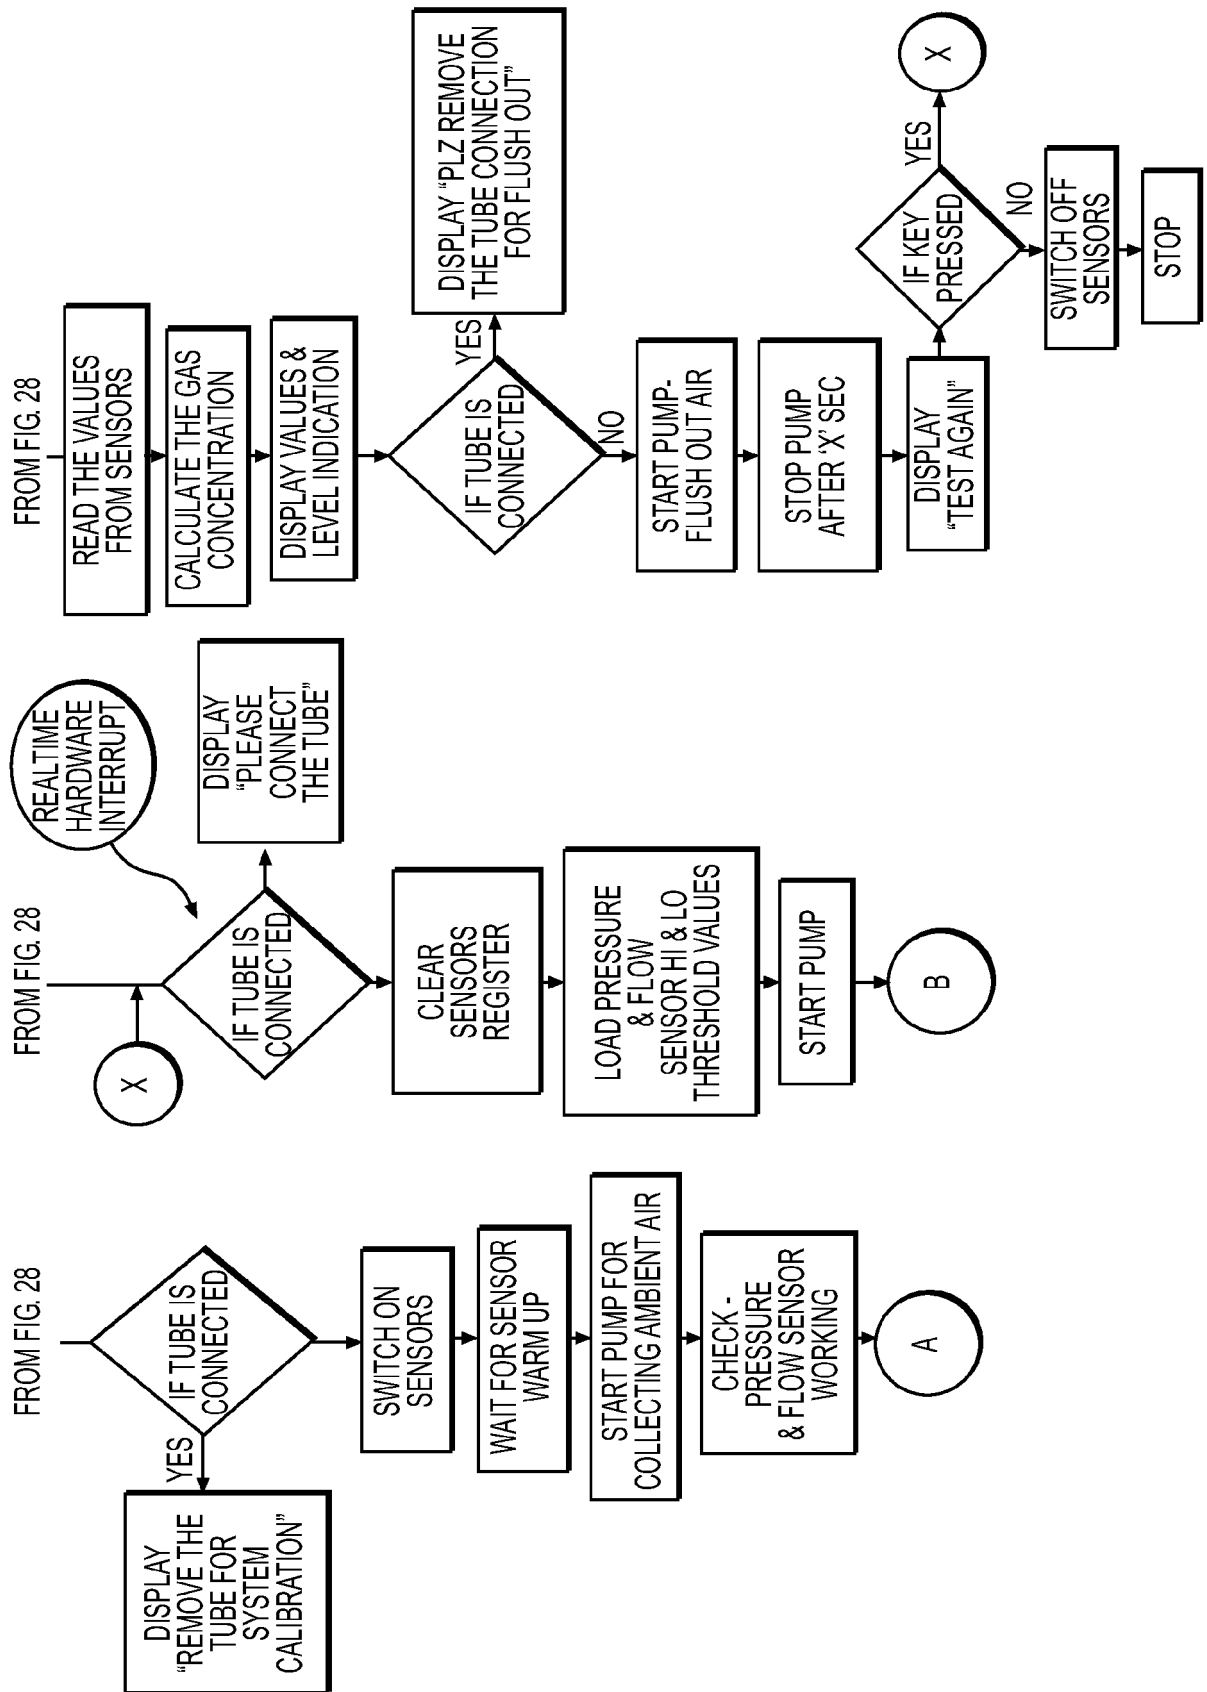 FROM FIG. 28
IF TUBE IS
CONNECTED
YES
DISPLAY
“REMOVE THE
TUBE FOR
SYSTEM
CALIBRATION”
SWITCH ON
SENSORS
WAIT FOR SENSOR
WARM UP
START PUMP FOR
COLLECTING AMBIENT AIR
CHECK -
PRESSURE
& FLOW SENSOR
WORKING
A
FROM FIG. 28
X
REALTIME
HARDWARE
INTERRUPT
IF TUBE IS
CONNECTED
DISPLAY
“PLEASE
CONNECT
THE TUBE”
CLEAR
SENSORS
REGISTER
LOAD PRESSURE
& FLOW
SENSOR HI & LO
THRESHOLD VALUES
START PUMP
B
FROM FIG. 28
READ THE VALUES
FROM SENSORS
CALCULATE THE GAS
CONCENTRATION
DISPLAY VALUES &
LEVEL INDICATION
IF TUBE IS
CONNECTED
YES
DISPLAY “PLZ REMOVE
THE TUBE CONNECTION
FOR FLUSH OUT”
NO
START PUMP-
FLUSH OUT AIR
STOP PUMP
AFTER ‘X’ SEC
DISPLAY
“TEST AGAIN”
IF KEY
PRESSED
YES
X
NO
SWITCH OFF
SENSORS
STOP